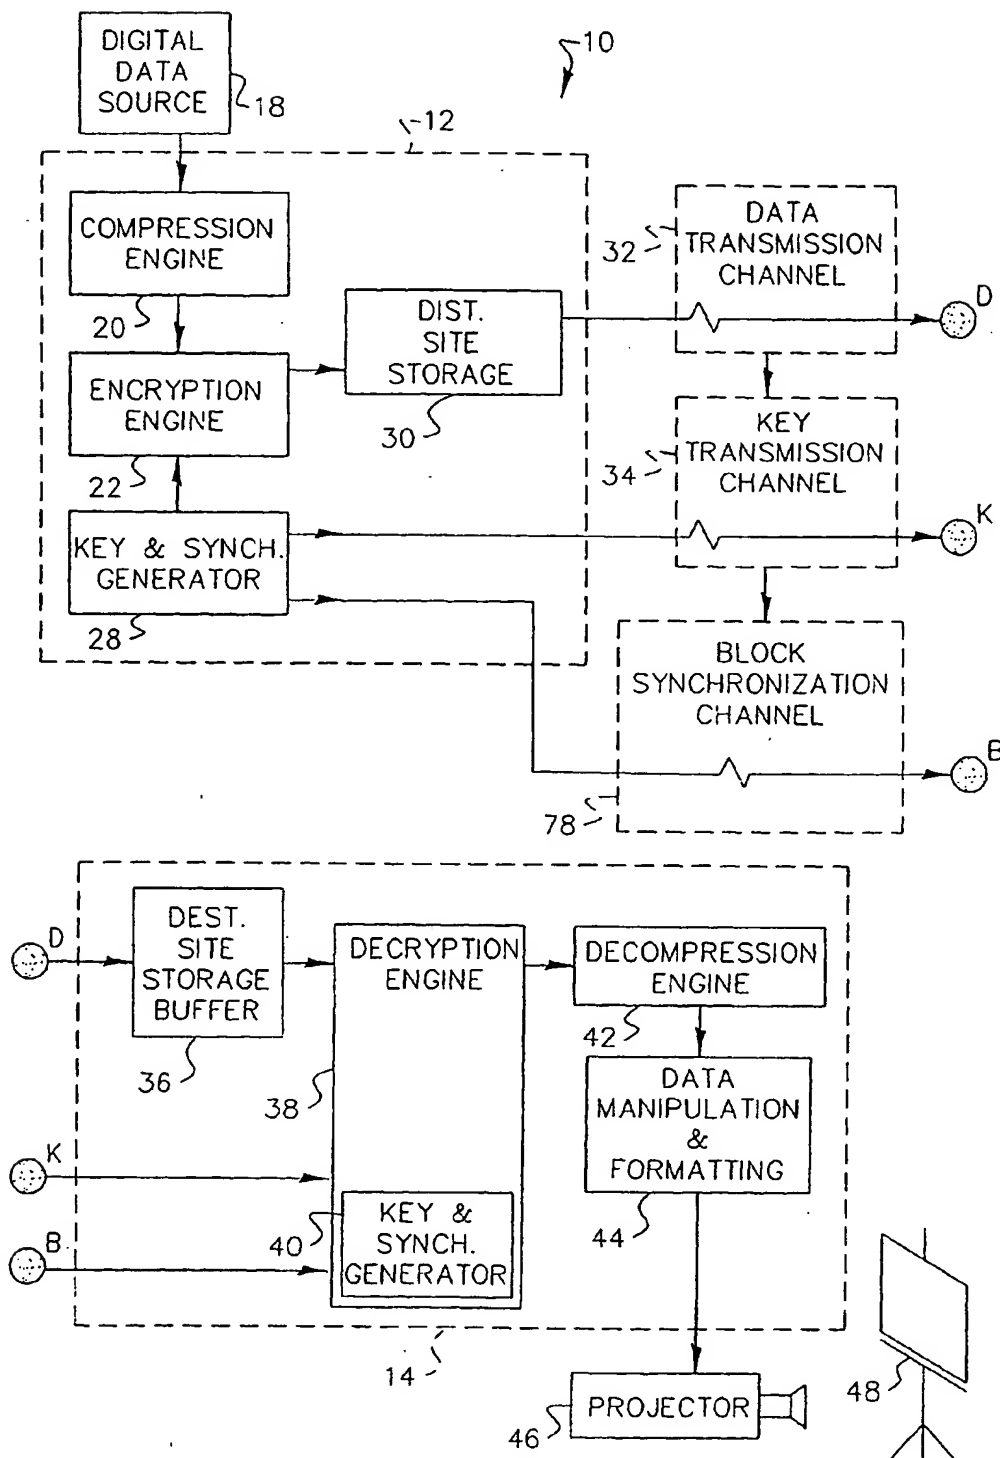 DIGITAL
DATA
SOURCE
18
10
12
COMPRESSION
ENGINE
20
ENCRYPTION
ENGINE
22
DIST.
SITE
STORAGE
30
KEY & SYNCH.
GENERATOR
28
DATA
TRANSMISSION
CHANNEL
32
D
KEY
TRANSMISSION
CHANNEL
34
K
BLOCK
SYNCHRONIZATION
CHANNEL
78
B
D
DEST.
SITE
STORAGE
BUFFER
36
DECRYPTION
ENGINE
38
DECOMPRESSION
ENGINE
42
DATA
MANIPULATION
&
FORMATTING
44
K
B
40
KEY &
SYNCH.
GENERATOR
14
PROJECTOR
46
48